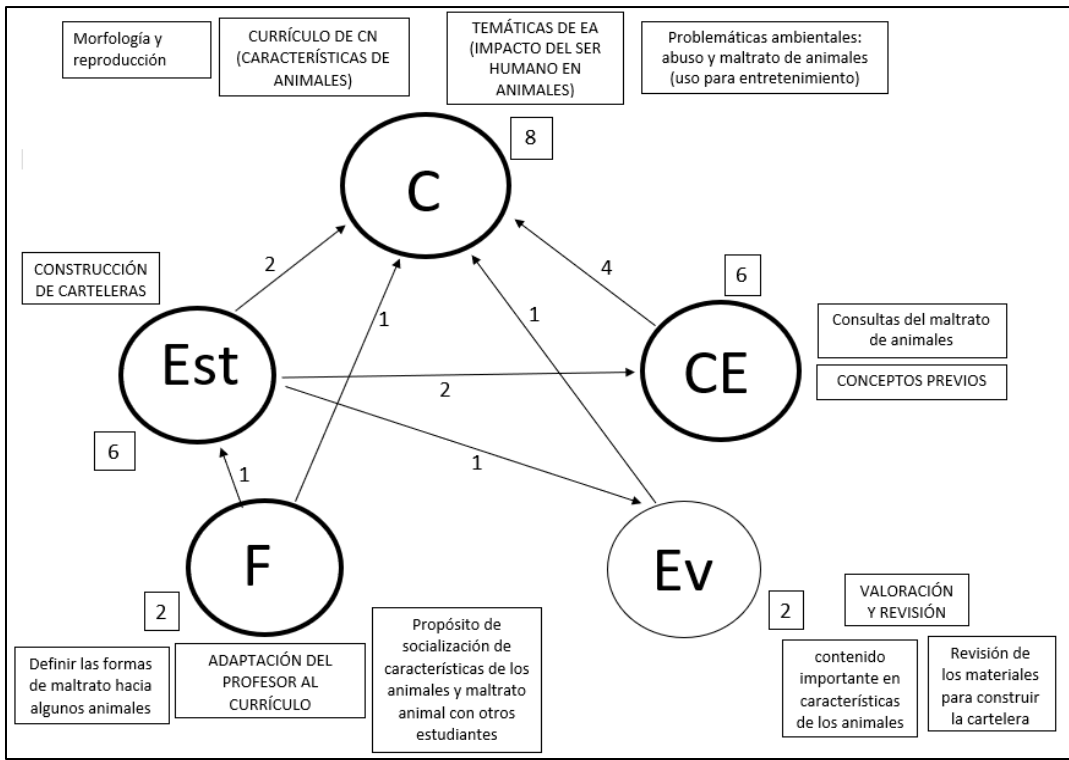 Morfología y
reproducción
CURRÍCULO DE CN
(CARACTERÍSTICAS DE
ANIMALES)
TEMÁTICAS DE EA
(IMPACTO DEL SER
HUMANO EN
ANIMALES)
Problemáticas ambientales:
abuso y maltrato de animales
(uso para entretenimiento)
8
C
2
4
6
CONSTRUCCIÓN
DE CARTELERAS
1
1
Est
CE
Consultas del maltrato
de animales
CONCEPTOS PREVIOS
2
6
1
1
F
Ev
2
2
VALORACIÓN
Y REVISIÓN
Definir las formas
de maltrato hacia
algunos animales
ADAPTACIÓN DEL
PROFESOR AL
CURRÍCULO
Propósito de
socialización de
características de los
animales y maltrato
animal con otros
estudiantes
contenido
importante en
características
de los animales
Revisión de
los materiales
para construir
la cartelera